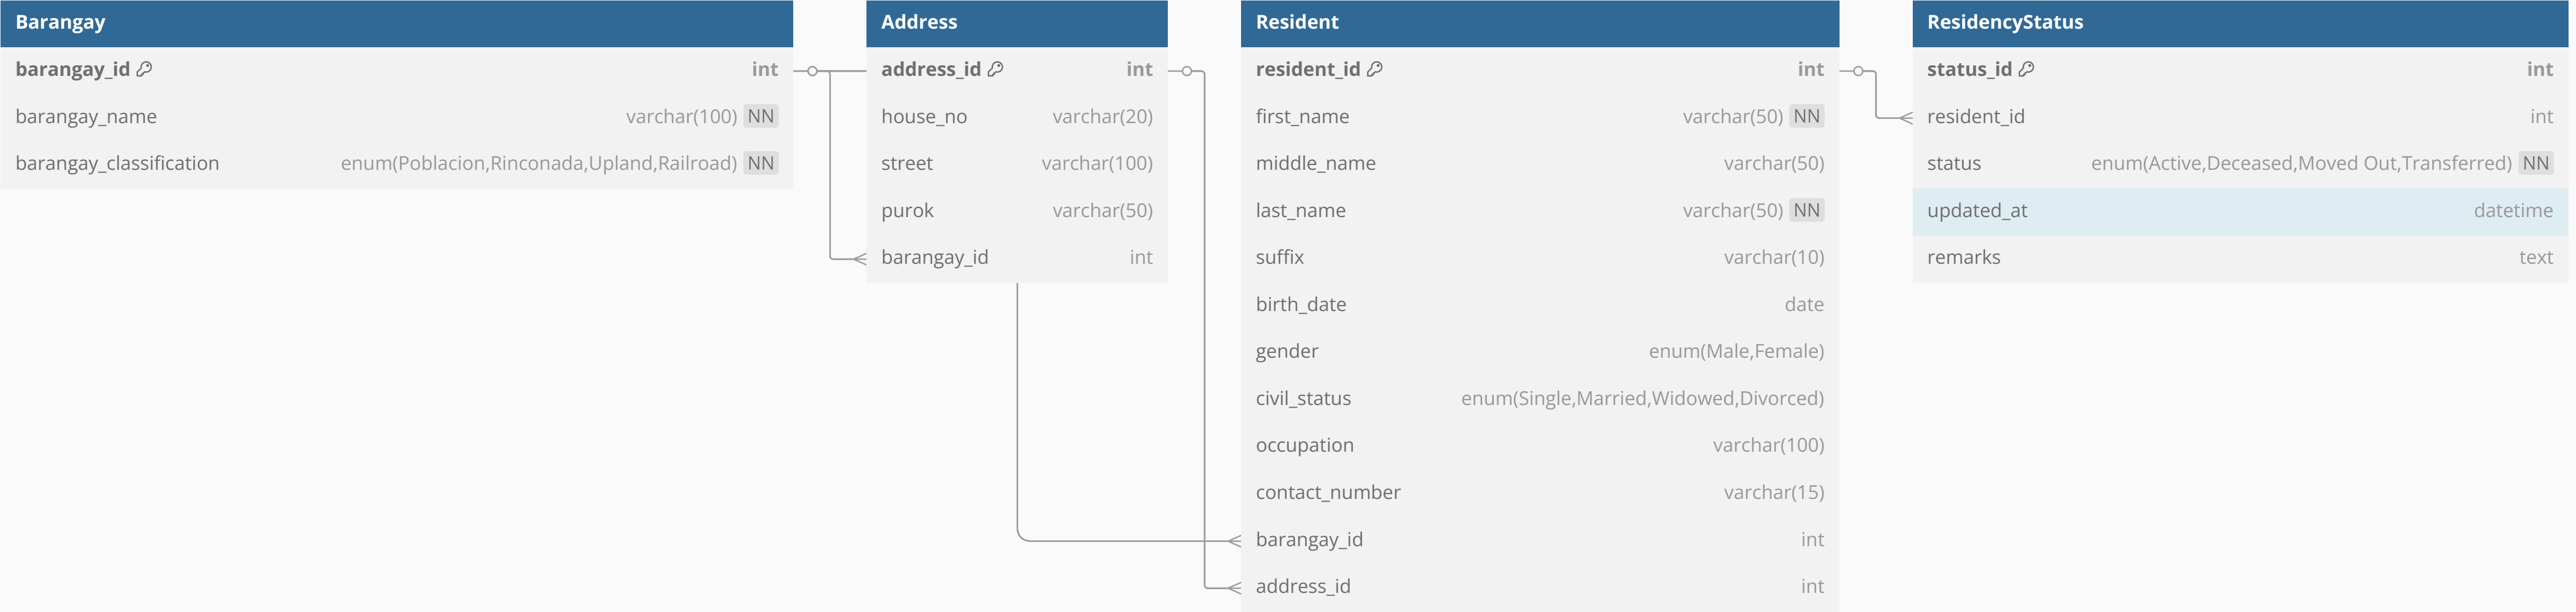 Barangay
barangay_id int
barangay_name varchar(100) NN
barangay_classification enum(Poblacion,Rinconada,Upland,Railroad) NN
Address
address_id int
house_no varchar(20)
street varchar(100)
purok varchar(50)
barangay_id int
Resident
resident_id int
first_name varchar(50) NN
middle_name varchar(50)
last_name varchar(50) NN
suffix varchar(10)
birth_date date
gender enum(Male,Female)
civil_status enum(Single,Married,Widowed,Divorced)
occupation varchar(100)
contact_number varchar(15)
barangay_id int
address_id int
ResidencyStatus
status_id int
resident_id int
status enum(Active,Deceased,Moved Out,Transferred) NN
updated_at datetime
remarks text